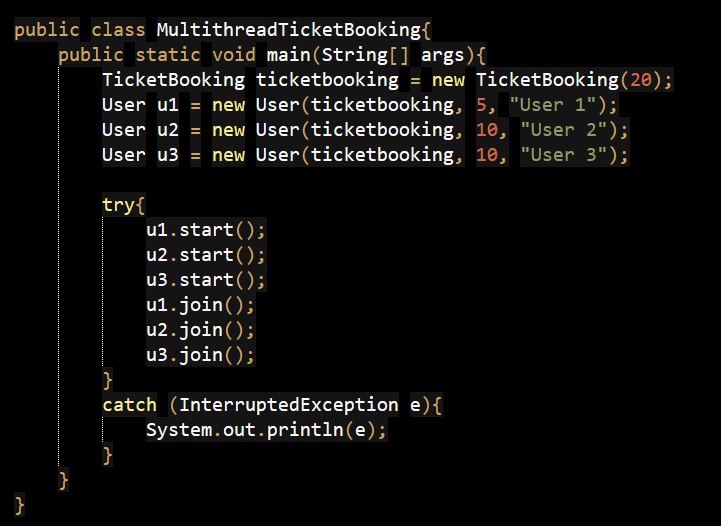 public class MultithreadTicketBooking{
    public static void main(String[] args){
        TicketBooking ticketbooking = new TicketBooking(20);
        User u1 = new User(ticketbooking, 5, "User 1");
        User u2 = new User(ticketbooking, 10, "User 2");
        User u3 = new User(ticketbooking, 10, "User 3");

        try{
            u1.start();
            u2.start();
            u3.start();
            u1.join();
            u2.join();
            u3.join();
        }
        catch (InterruptedException e){
            System.out.println(e);
        }
    }
}